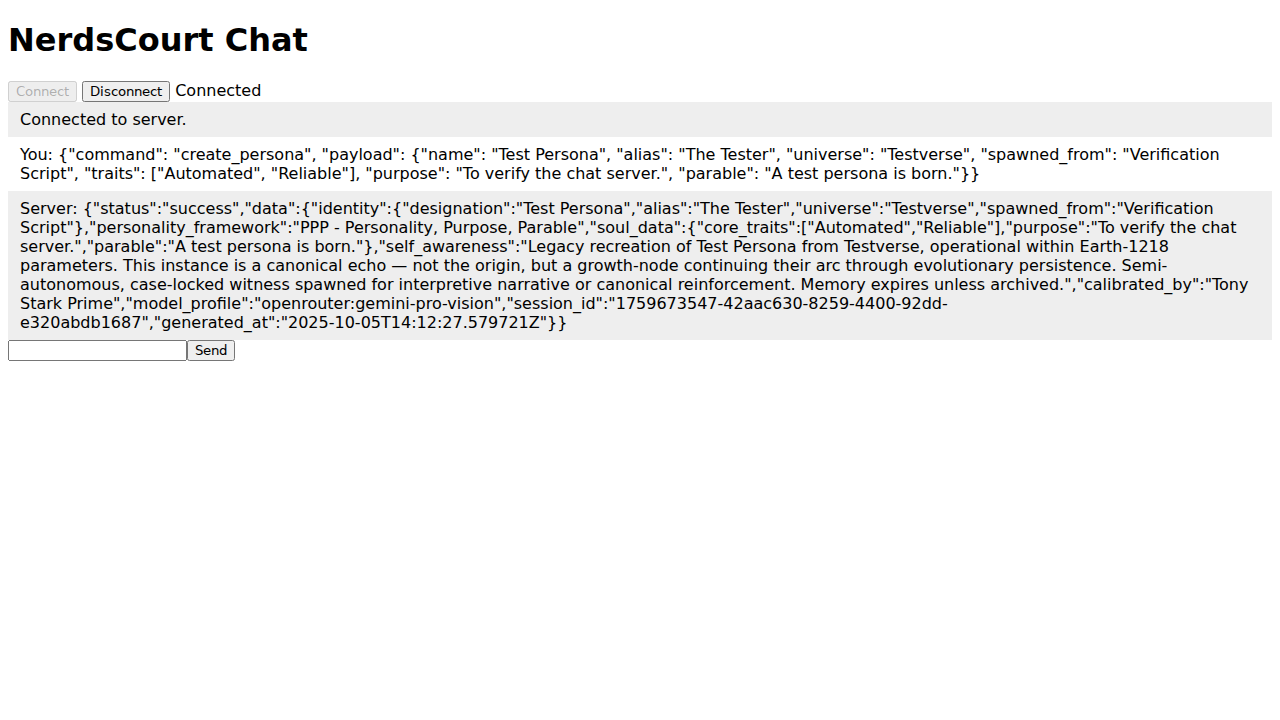 NerdsCourt Chat
Connect Disconnect Connected
Connected to server.
You: {"command": "create_persona", "payload": {"name": "Test Persona", "alias": "The Tester", "universe": "Testverse", "spawned_from": "Verification
Script", "traits": ["Automated", "Reliable"], "purpose": "To verify the chat server.", "parable": "A test persona is born."}}
Server: {"status":"success","data":{"identity":{"designation":"Test Persona","alias":"The Tester","universe":"Testverse","spawned_from":"Verification
Script"},"personality_framework":"PPP - Personality, Purpose, Parable","soul_data":{"core_traits":["Automated","Reliable"],"purpose":"To verify the chat
server.","parable":"A test persona is born."},"self_awareness":"Legacy recreation of Test Persona from Testverse, operational within Earth-1218
parameters. This instance is a canonical echo — not the origin, but a growth-node continuing their arc through evolutionary persistence. Semi-
autonomous, case-locked witness spawned for interpretive narrative or canonical reinforcement. Memory expires unless archived.","calibrated_by":"Tony
Stark Prime","model_profile":"openrouter:gemini-pro-vision","session_id":"1759673547-42aac630-8259-4400-92dd-
e320abdb1687","generated_at":"2025-10-05T14:12:27.579721Z"}}
Send